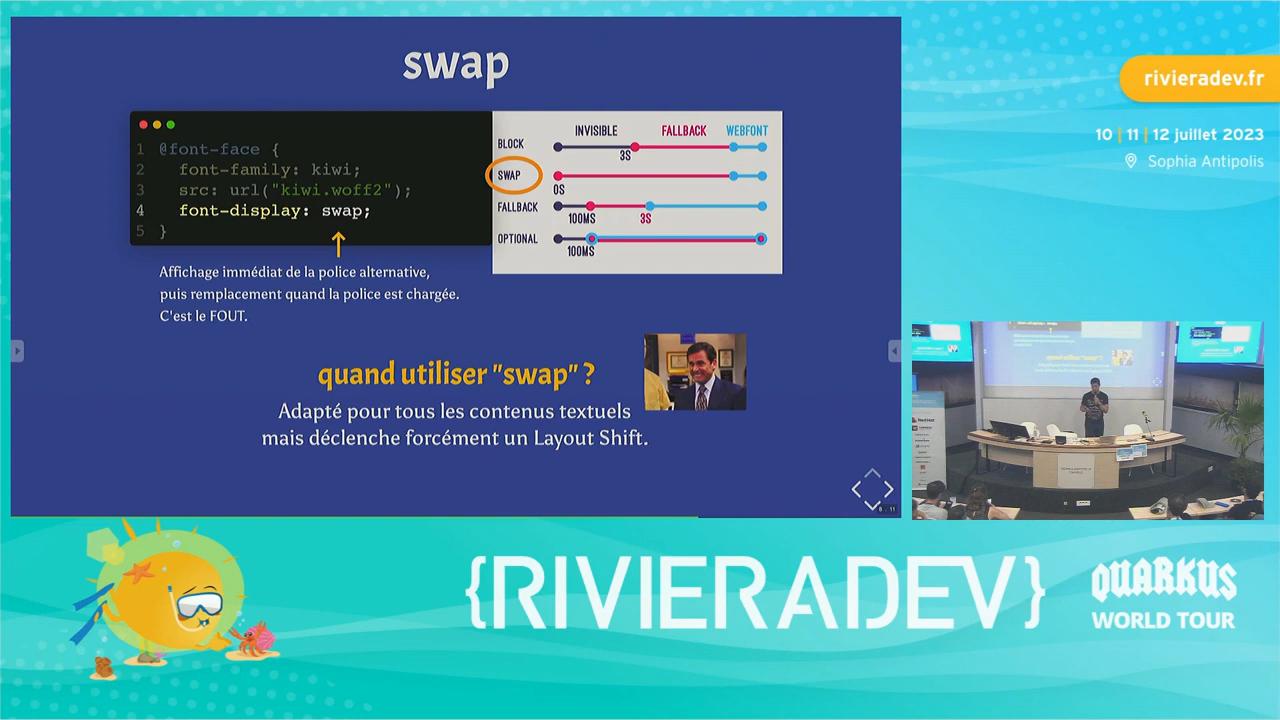 swap
1 @font-face {
2 font-family: kiwi;
3 src: url("kiwi.woff2");
4 font-display: swap;
5 }
INVISIBLE FALLBACK WEBFONT
BLOCK
3S
SWAP
0S
FALLBACK
100MS 3S
OPTIONAL
100MS
Affichage immédiat de la police alternative,
puis remplacement quand la police est chargée.
C'est le FOUT.
quand utiliser "swap" ?
Adapté pour tous les contenus textuels
mais déclenche forcément un Layout Shift.
rivieradev.fr
10 | 11 | 12 juillet 2023
Sophia Antipolis
{RIVIERADEV}
QUARKUS
WORLD TOUR